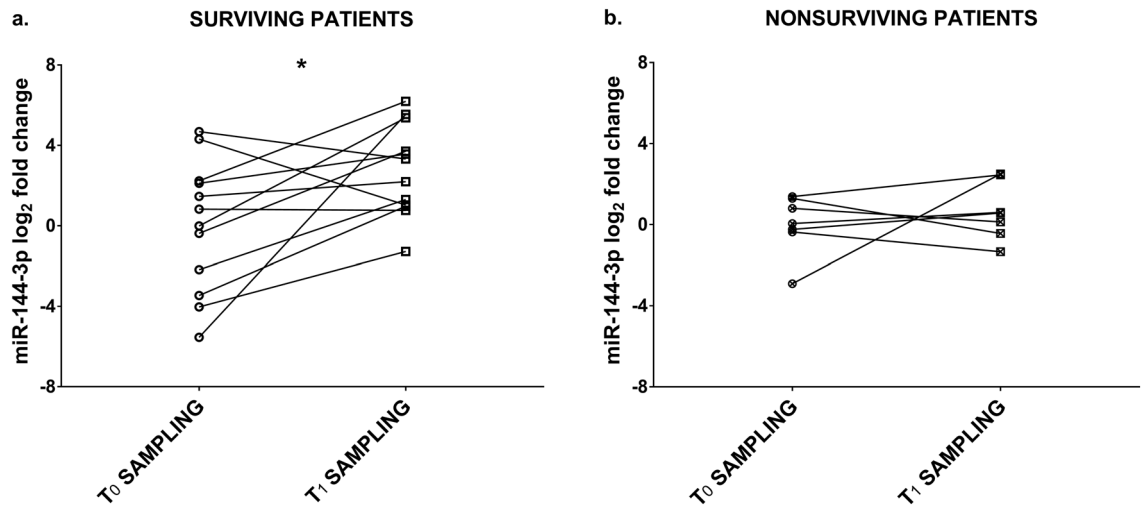 a.
SURVIVING PATIENTS
*
miR-144-3p log2 fold change
8
4
0
-4
-8
T0 SAMPLING
T1 SAMPLING
b.
NONSURVIVING PATIENTS
miR-144-3p log2 fold change
8
4
0
-4
-8
T0 SAMPLING
T1 SAMPLING